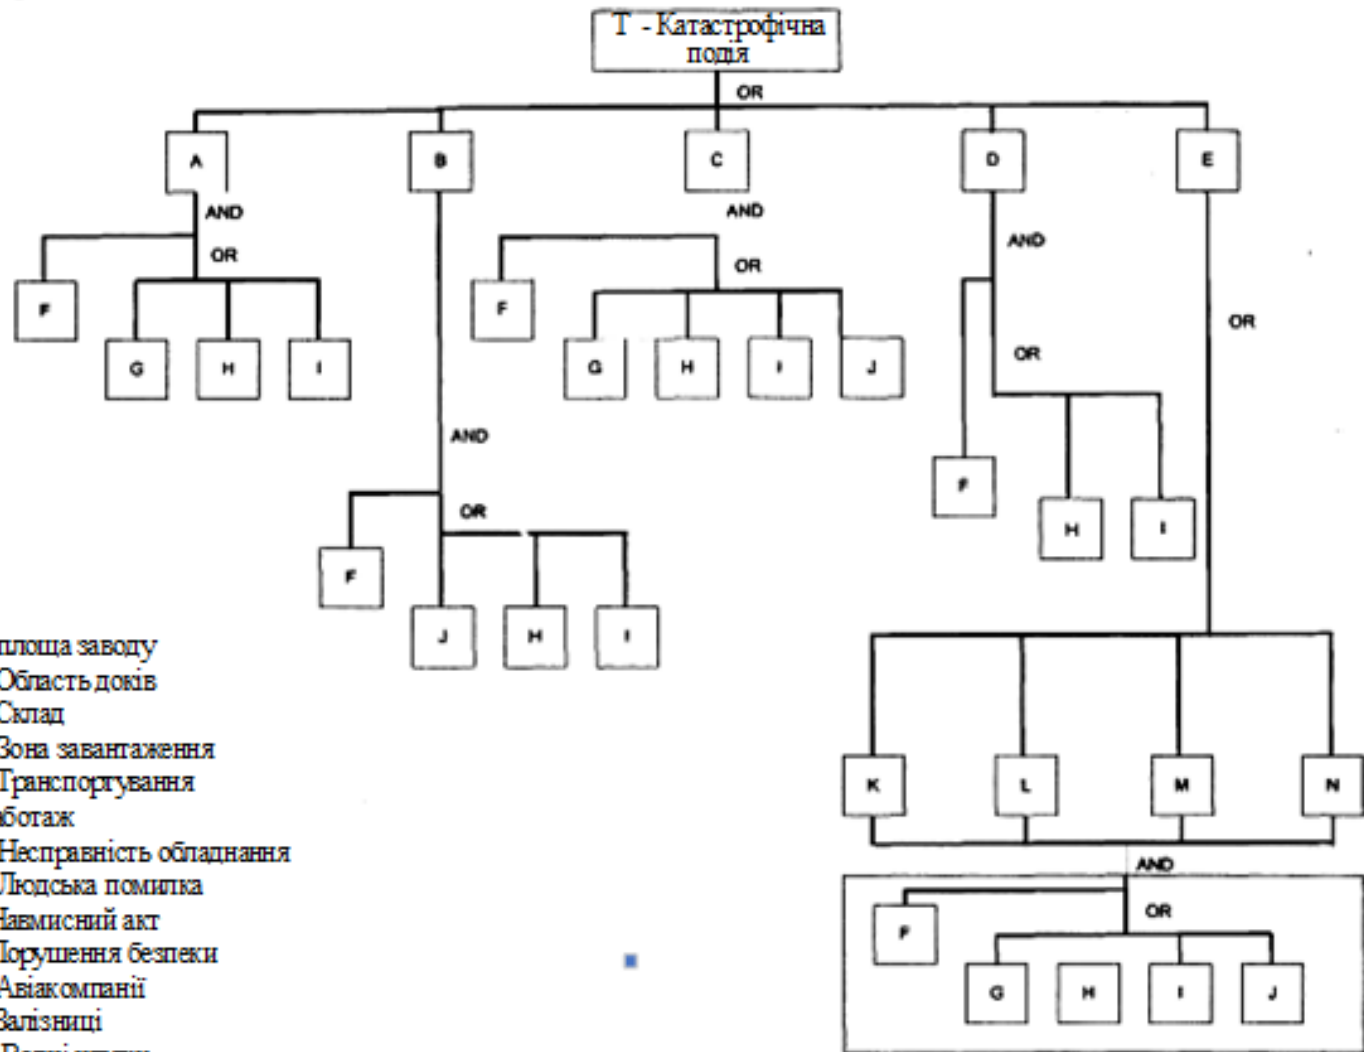 Т - Катастрофічна
подія
OR
A
B
C
D
E
AND
AND
AND
OR
OR
OR
F
F
G
H
I
G
H
I
J
OR
AND
F
OR
H
I
F
J
H
I
площа заводу
Область доків
Склад
Зона завантаження
Транспортування
Несправність обладнання
Людська помилка
Навмисний акт
Порушення безпеки
Авіакомпанії
Залізниці
K
L
M
N
AND
OR
F
G
H
I
J